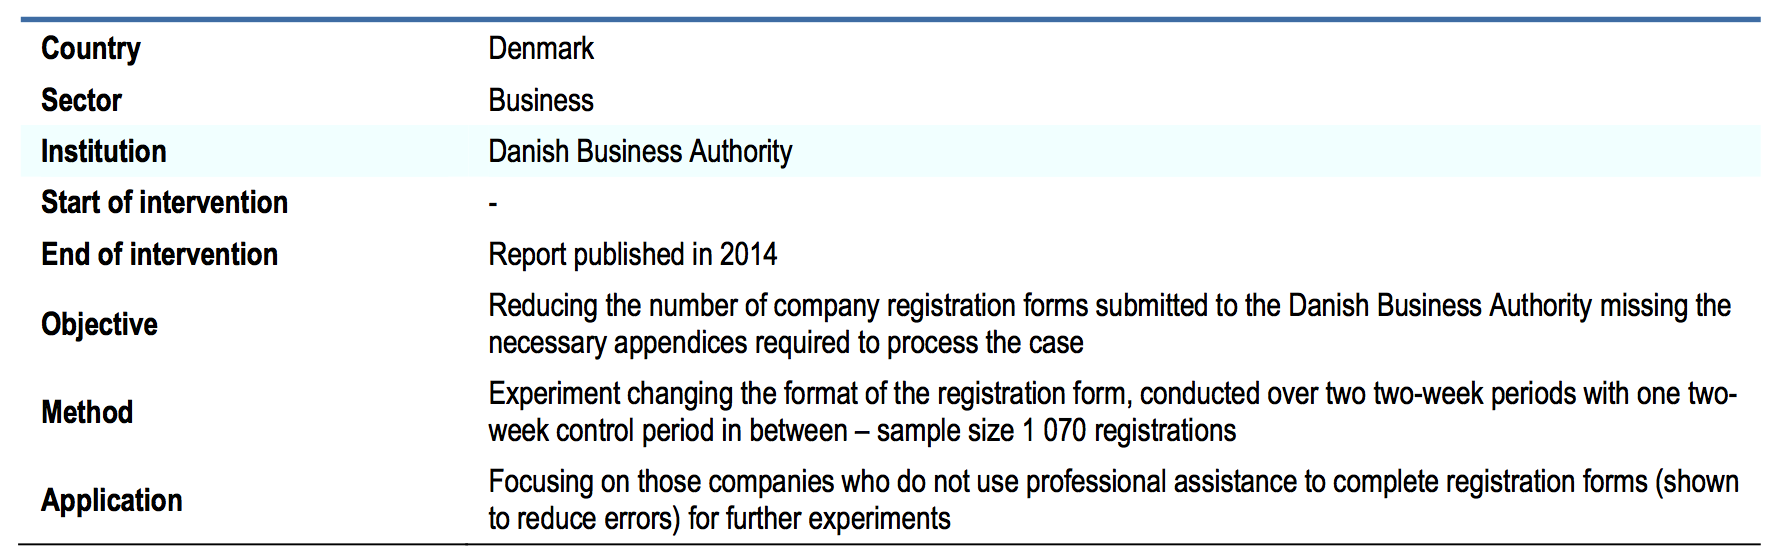 Country Denmark
Sector Business
Institution Danish Business Authority
Start of intervention -
End of intervention Report published in 2014
Objective Reducing the number of company registration forms submitted to the Danish Business Authority missing the
necessary appendices required to process the case
Method Experiment changing the format of the registration form, conducted over two two-week periods with one two-
week control period in between – sample size 1 070 registrations
Application Focusing on those companies who do not use professional assistance to complete registration forms (shown
to reduce errors) for further experiments